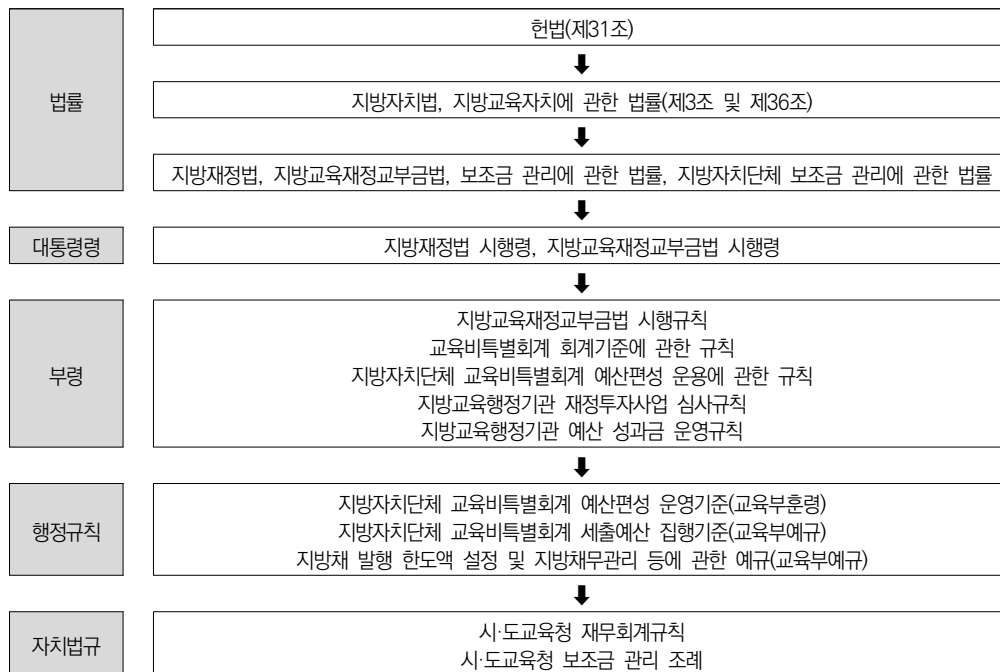 법률
헌법(제31조)
지방자치법, 지방교육자치에 관한 법률(제3조 및 제36조)
지방재정법, 지방교육재정교부금법, 보조금 관리에 관한 법률, 지방자치단체 보조금 관리에 관한 법률
대통령령
지방재정법 시행령, 지방교육재정교부금법 시행령
부령
지방교육재정교부금법 시행규칙
교육비특별회계 회계기준에 관한 규칙
지방자치단체 교육비특별회계 예산편성 운용에 관한 규칙
지방교육행정기관 재정투자사업 심사규칙
지방교육행정기관 예산 성과금 운영규칙
행정규칙
지방자치단체 교육비특별회계 예산편성 운영기준(교육부훈령)
지방자치단체 교육비특별회계 세출예산 집행기준(교육부예규)
지방채 발행 한도액 설정 및 지방채무관리 등에 관한 예규(교육부예규)
자치법규
시·도교육청 재무회계규칙
시·도교육청 보조금 관리 조례